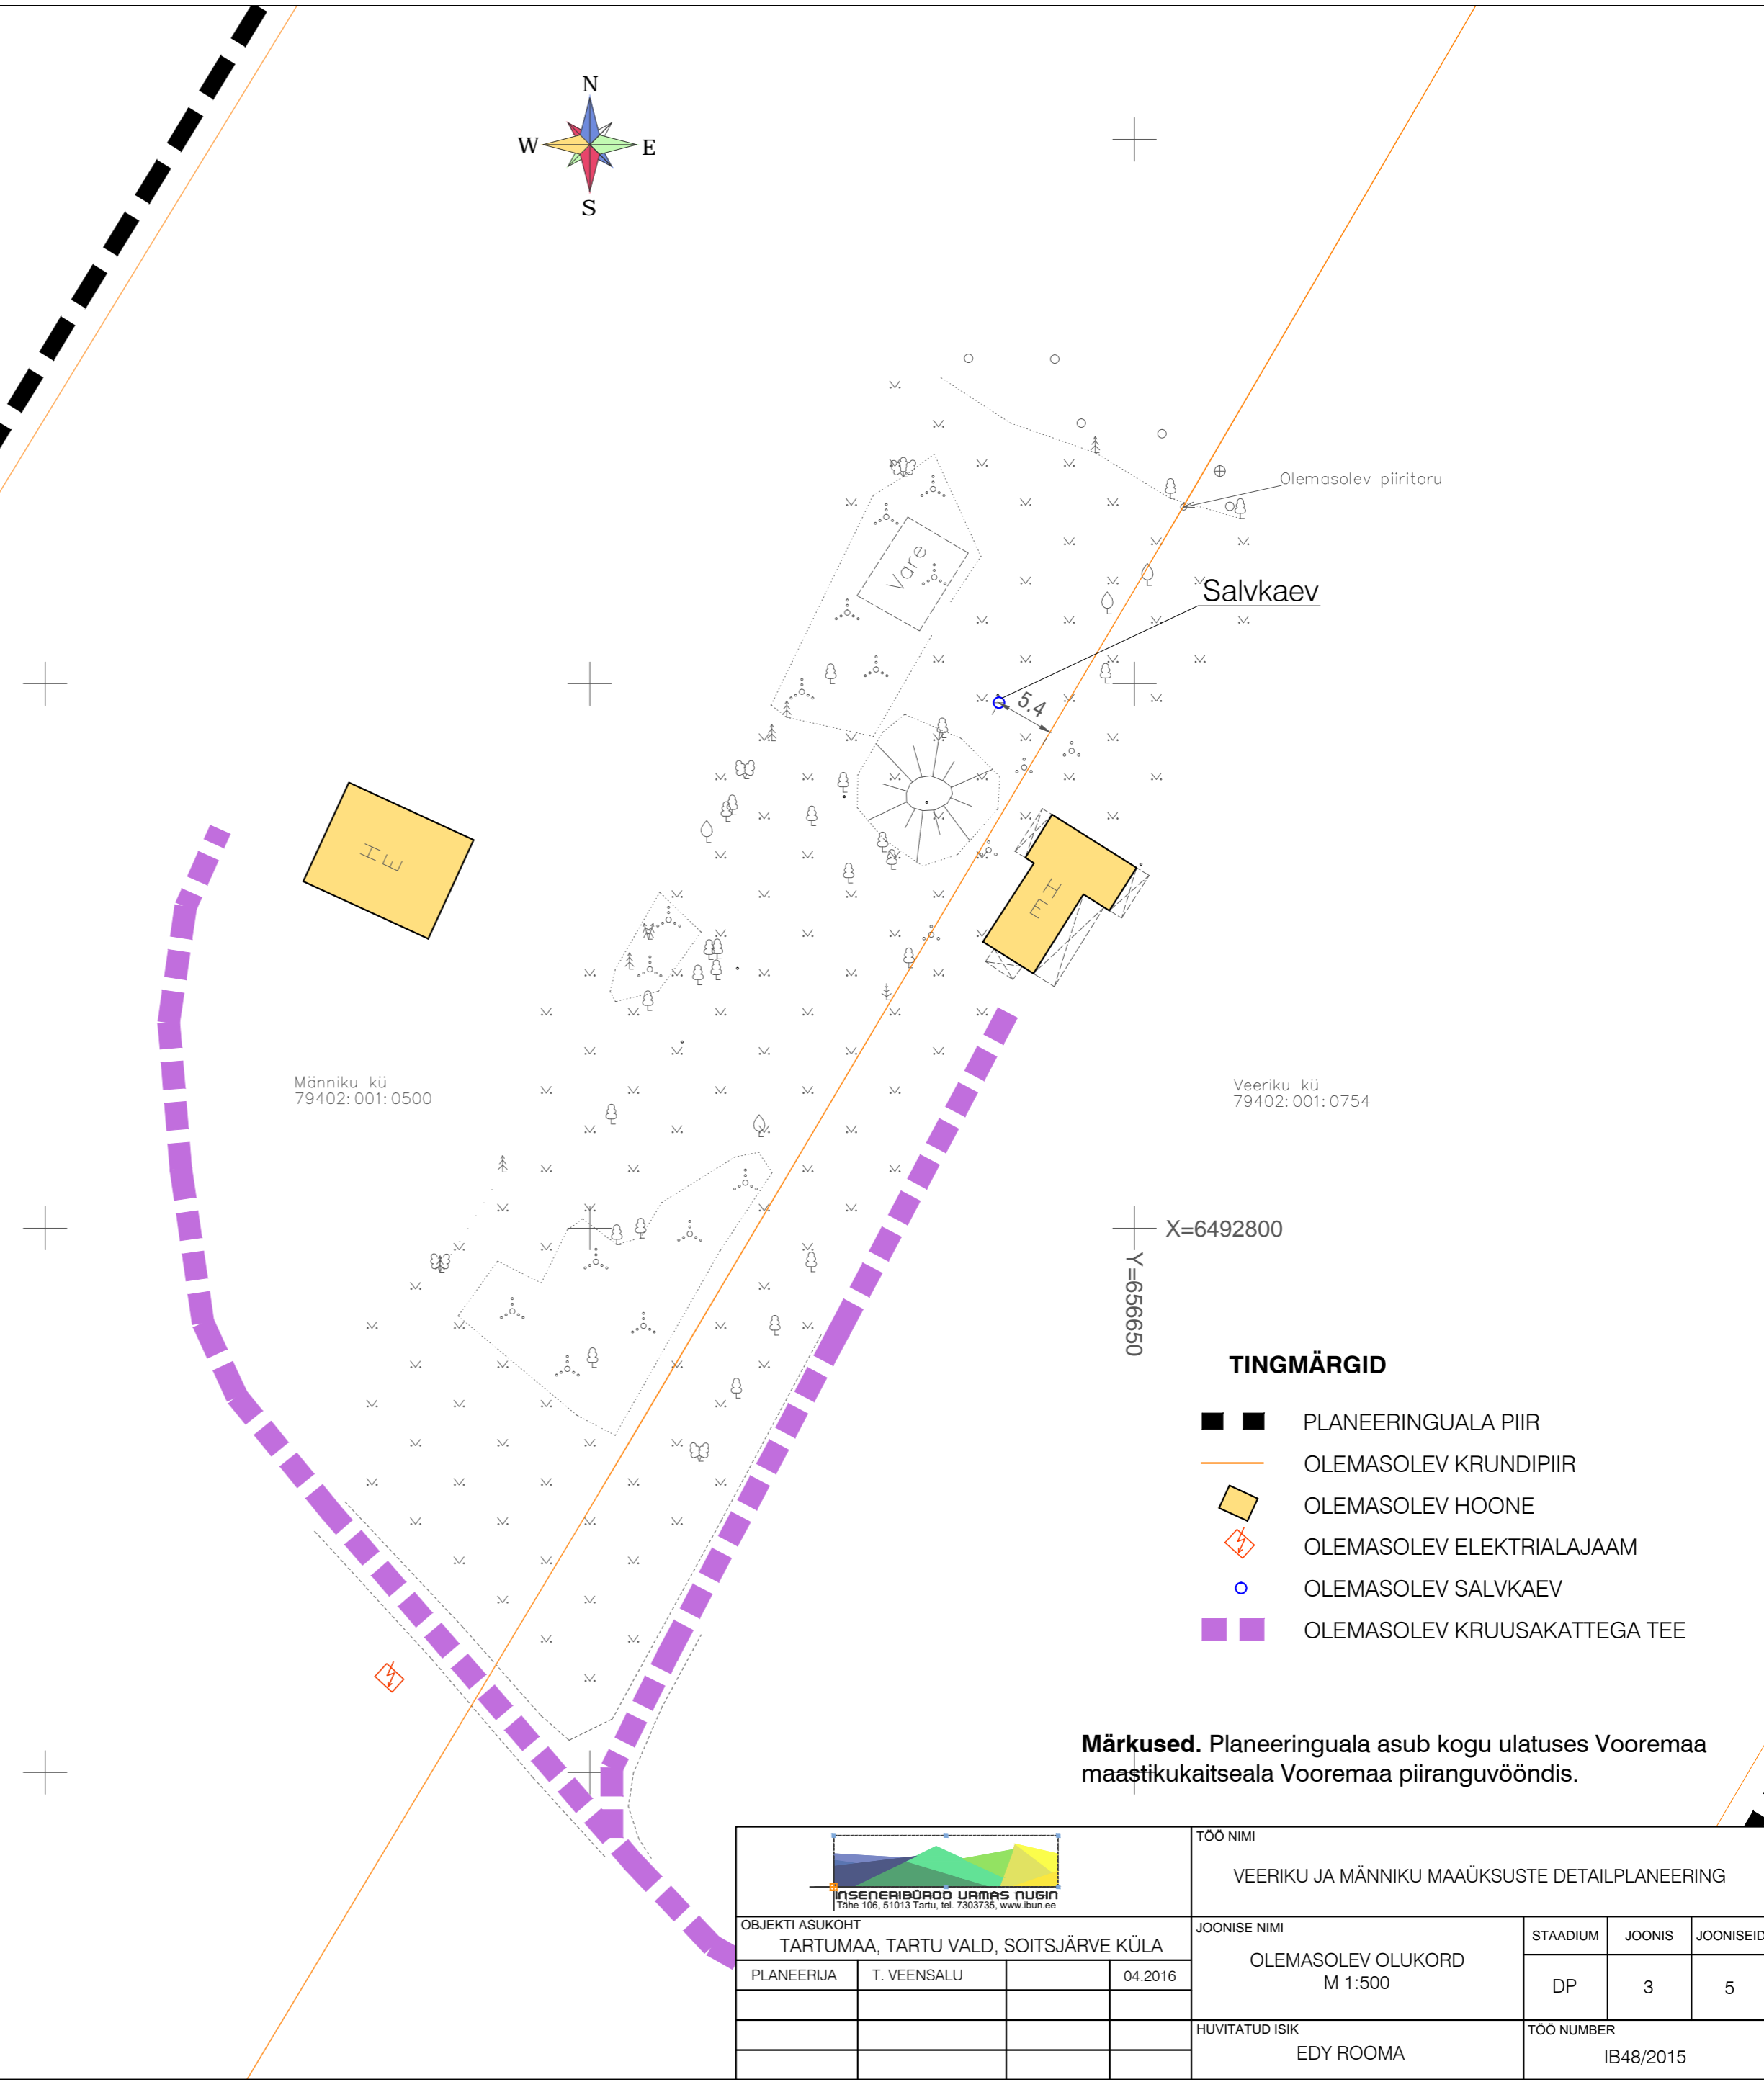 N
W
E
S
Olemasolev piiritoru
Vare
Salvkaev
5.4
HE
HE
Männiku kü
79402:001:0500
Veeriku kü
79402:001:0754
X=6492800
Y=656650
TINGMÄRGID
PLANEERINGUALA PIIR
OLEMASOLEV KRUNDIPIIR
OLEMASOLEV HOONE
OLEMASOLEV ELEKTRIALAJAAM
OLEMASOLEV SALVKAEV
OLEMASOLEV KRUUSAKATTEGA TEE
Märkused. Planeeringuala asub kogu ulatuses Vooremaa
maastikukaitseala Vooremaa piiranguvööndis.
INSENERIBÜROO URMAS NUGIN
Tähe 106, 51013 Tartu, tel. 7303735, www.ibun.ee
TÖÖ NIMI
VEERIKU JA MÄNNIKU MAAÜKSUSTE DETAILPLANEERING
OBJEKTI ASUKOHT
TARTUMAA, TARTU VALD, SOITSJÄRVE KÜLA
PLANEERIJA T. VEENSALU 04.2016
JOONISE NIMI
OLEMASOLEV OLUKORD
M 1:500
STAADIUM JOONIS JOONISEID
DP 3 5
HUVITATUD ISIK
EDY ROOMA
TÖÖ NUMBER
IB48/2015